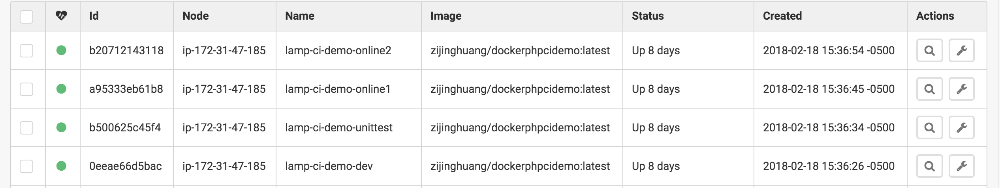 Id Node Name Image Status Created Actions
b20712143118 ip-172-31-47-185 lamp-ci-demo-online2 zijinghuang/dockerphpcidemo:latest Up 8 days 2018-02-18 15:36:54 -0500
a95333eb61b8 ip-172-31-47-185 lamp-ci-demo-online1 zijinghuang/dockerphpcidemo:latest Up 8 days 2018-02-18 15:36:45 -0500
b500625c45f4 ip-172-31-47-185 lamp-ci-demo-unittest zijinghuang/dockerphpcidemo:latest Up 8 days 2018-02-18 15:36:34 -0500
0eeae66d5bac ip-172-31-47-185 lamp-ci-demo-dev zijinghuang/dockerphpcidemo:latest Up 8 days 2018-02-18 15:36:26 -0500